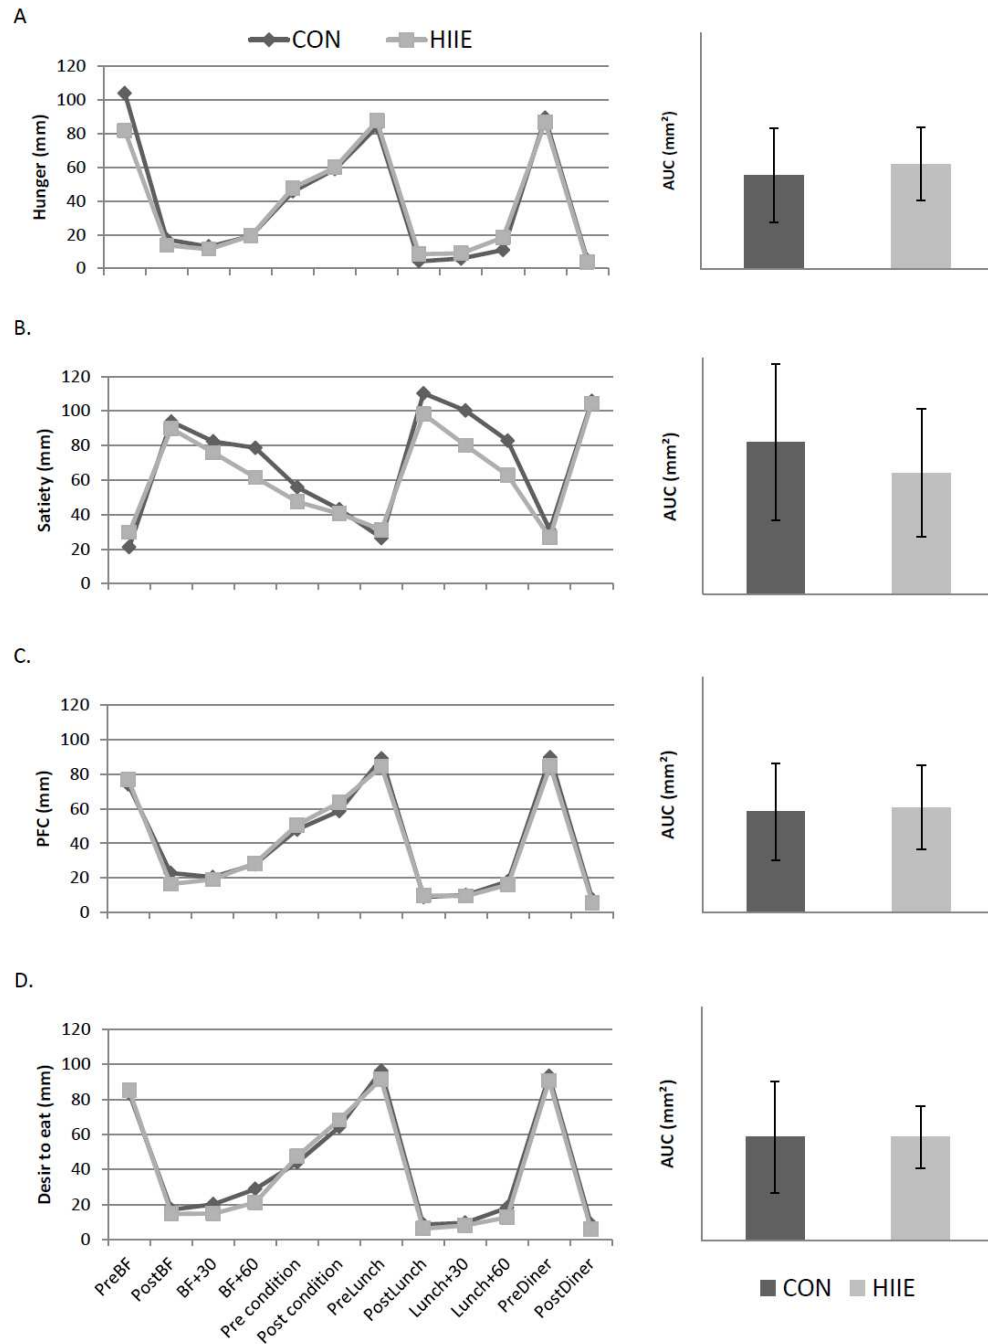 A
CON HIIE
Hunger (mm)
120
100
80
60
40
20
0
AUC (mm²)
B.
Satiety (mm)
120
100
80
60
40
20
0
AUC (mm²)
C.
PFC (mm)
120
100
80
60
40
20
0
AUC (mm²)
D.
Desir to eat (mm)
120
100
80
60
40
20
0
PreBF
PostBF
BF+30
BF+60
Pre condition
Post condition
PreLunch
PostLunch
Lunch+30
Lunch+60
PreDiner
PostDiner
AUC (mm²)
CON HIIE